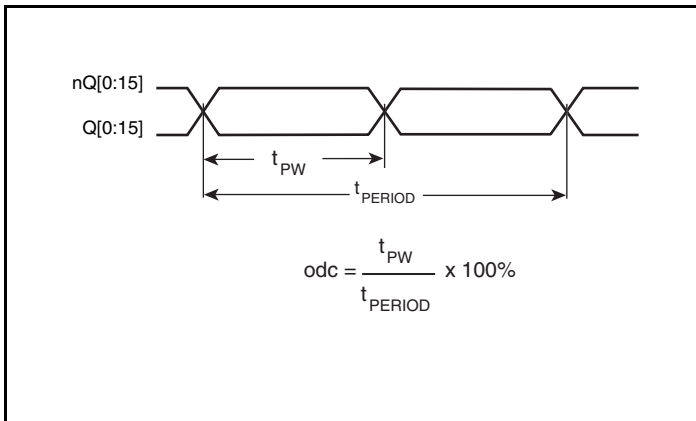 nQ[0:15]
Q[0:15]
tPW
tPERIOD
odc = tPW / tPERIOD x 100%